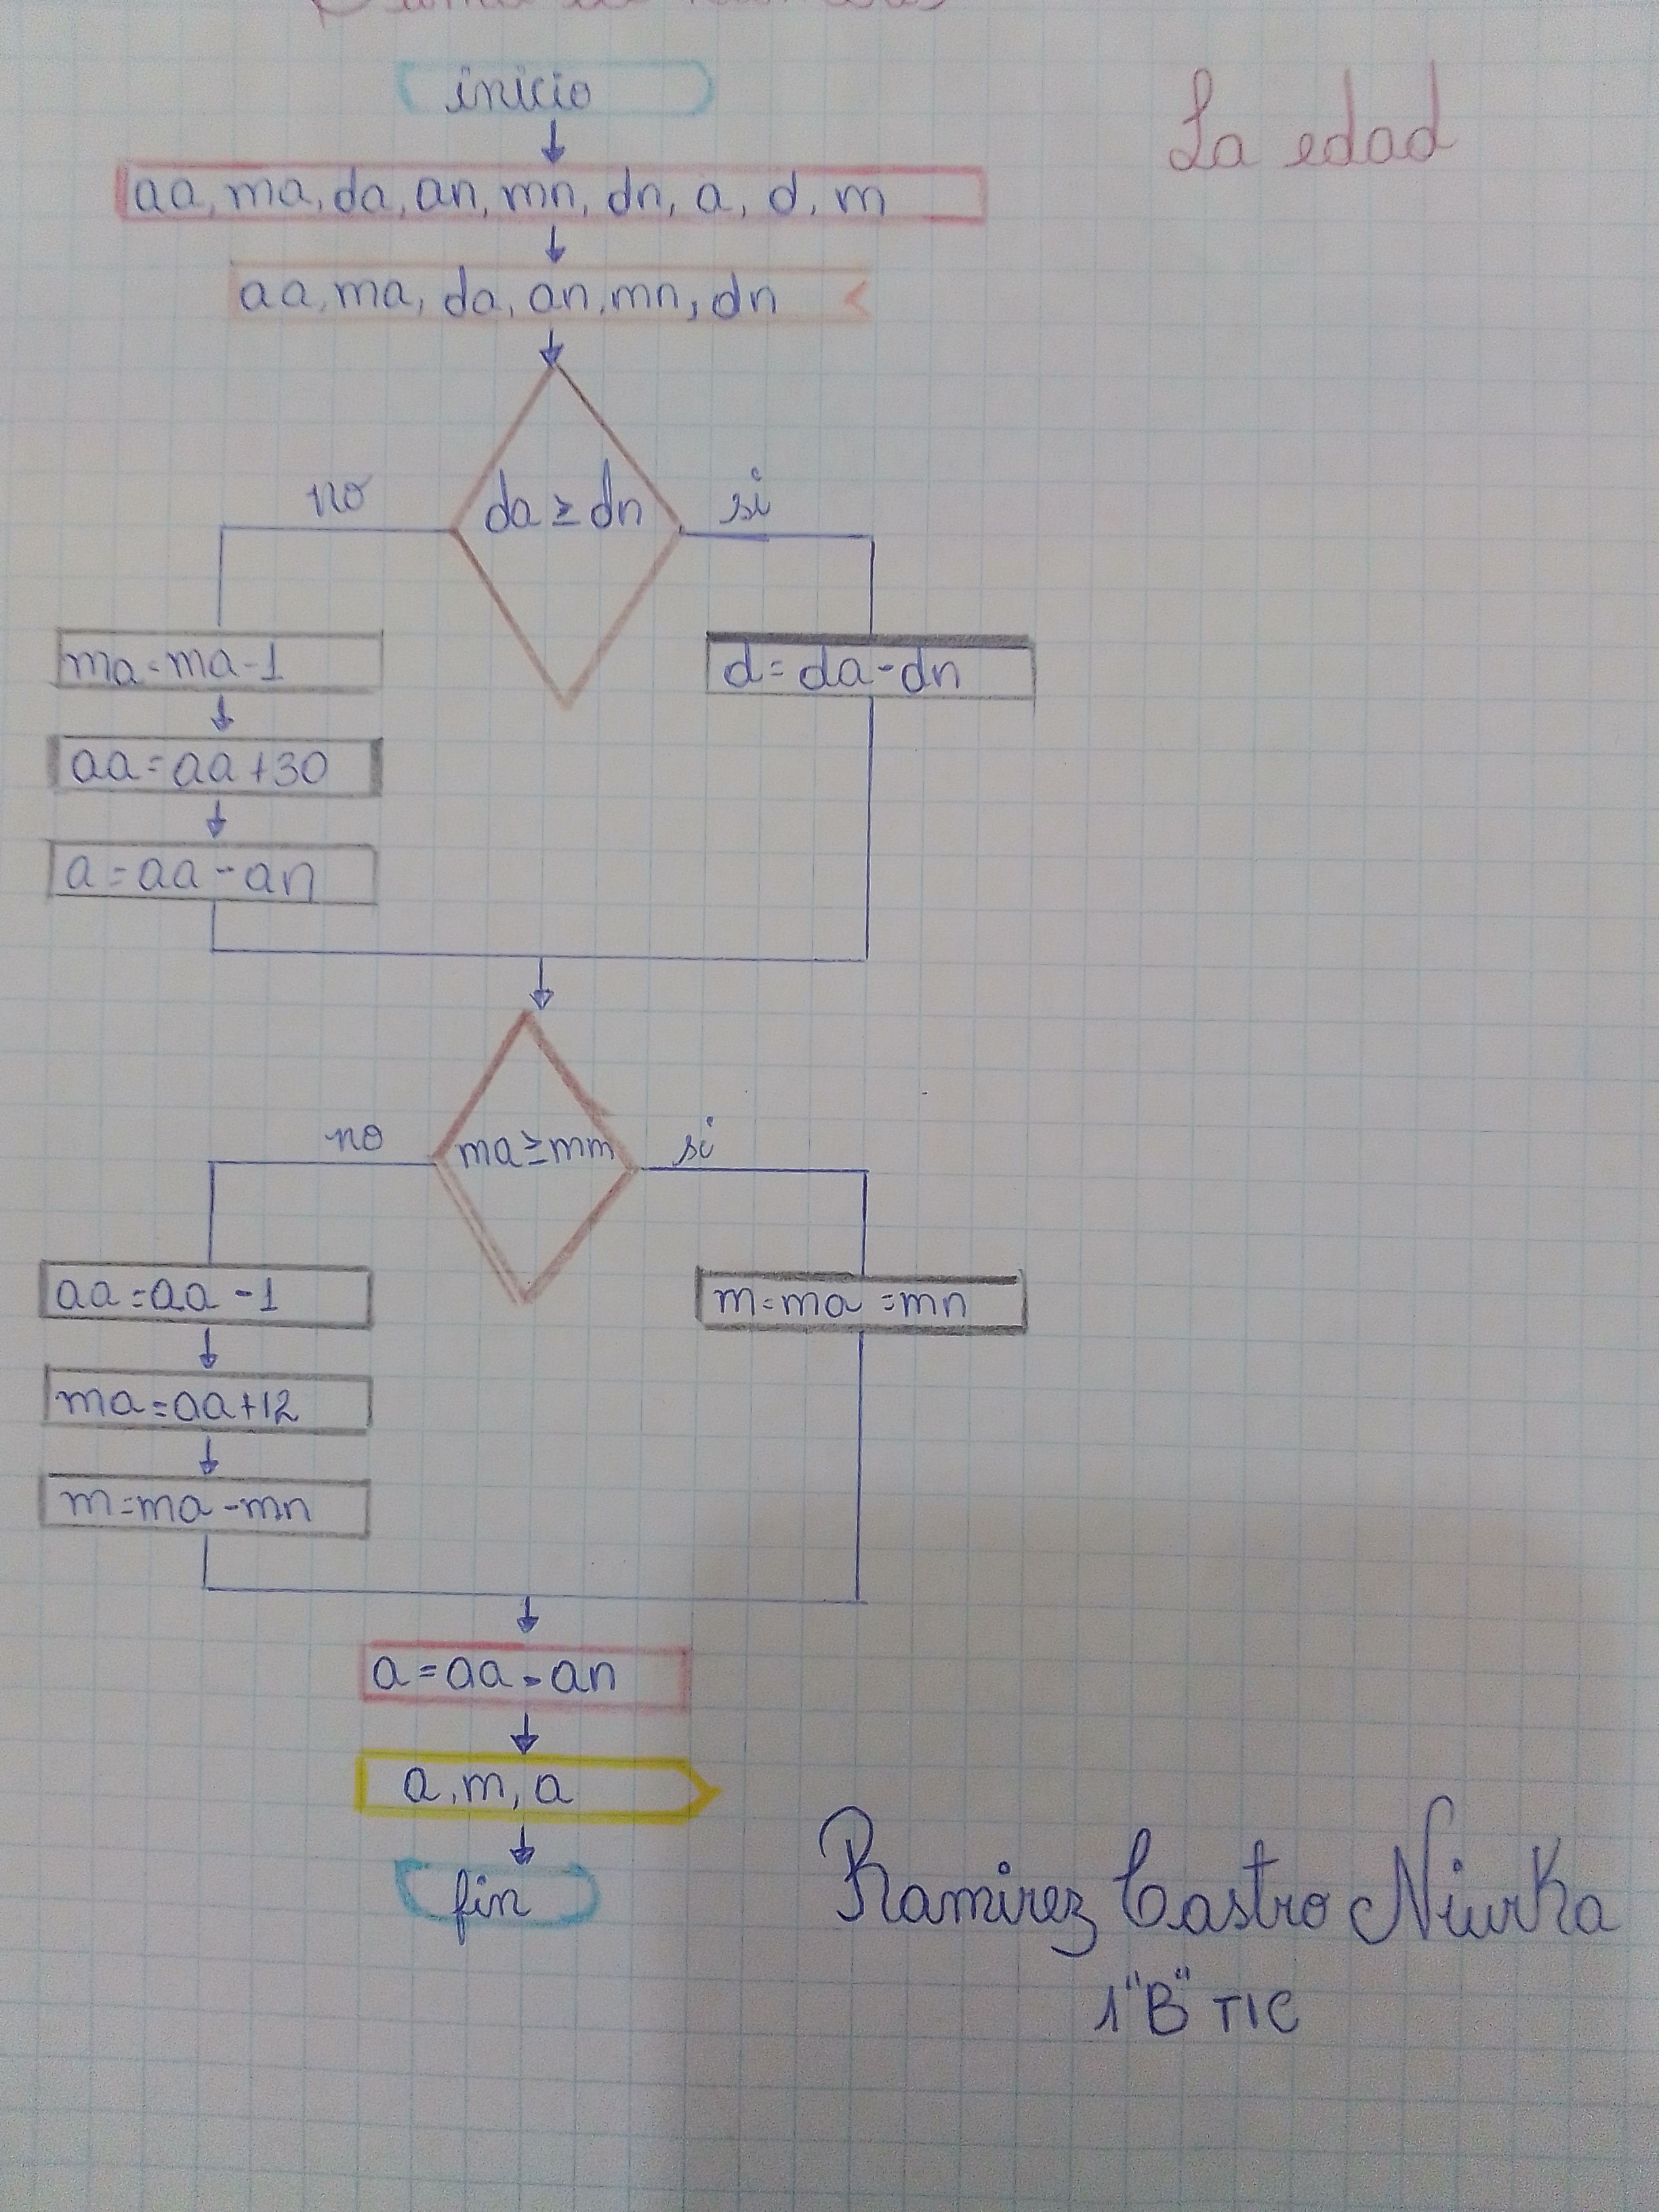 inicio
La edad
aa, ma, da, an, mn, dn, a, d, m
aa, ma, da, an, mn, dn
da ≥ dn
no
si
ma = ma - 1
d = da - dn
aa = aa + 30
a = aa - an
ma ≥ mm
no
si
aa = aa - 1
m = ma = mn
ma = aa + 12
m = ma - mn
a = aa - an
a, m, a
fin
Ramirez Castro Niurka
1"B" TIC